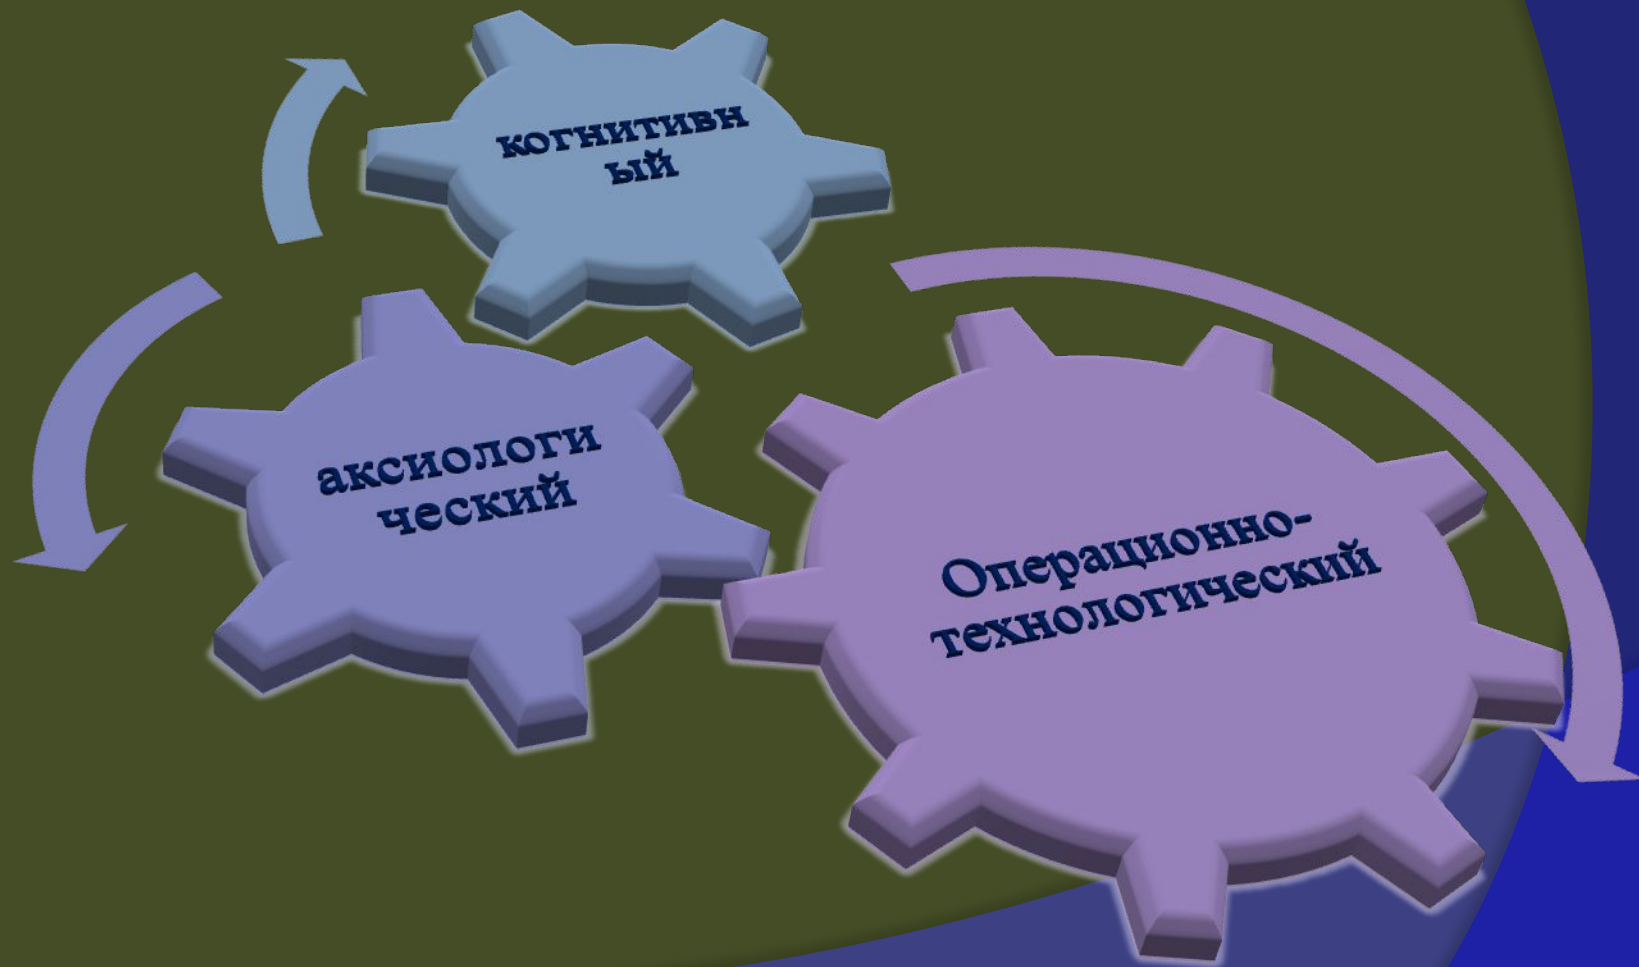 когнитивн
ый
аксиологи
ческий
Операционно-
технологический